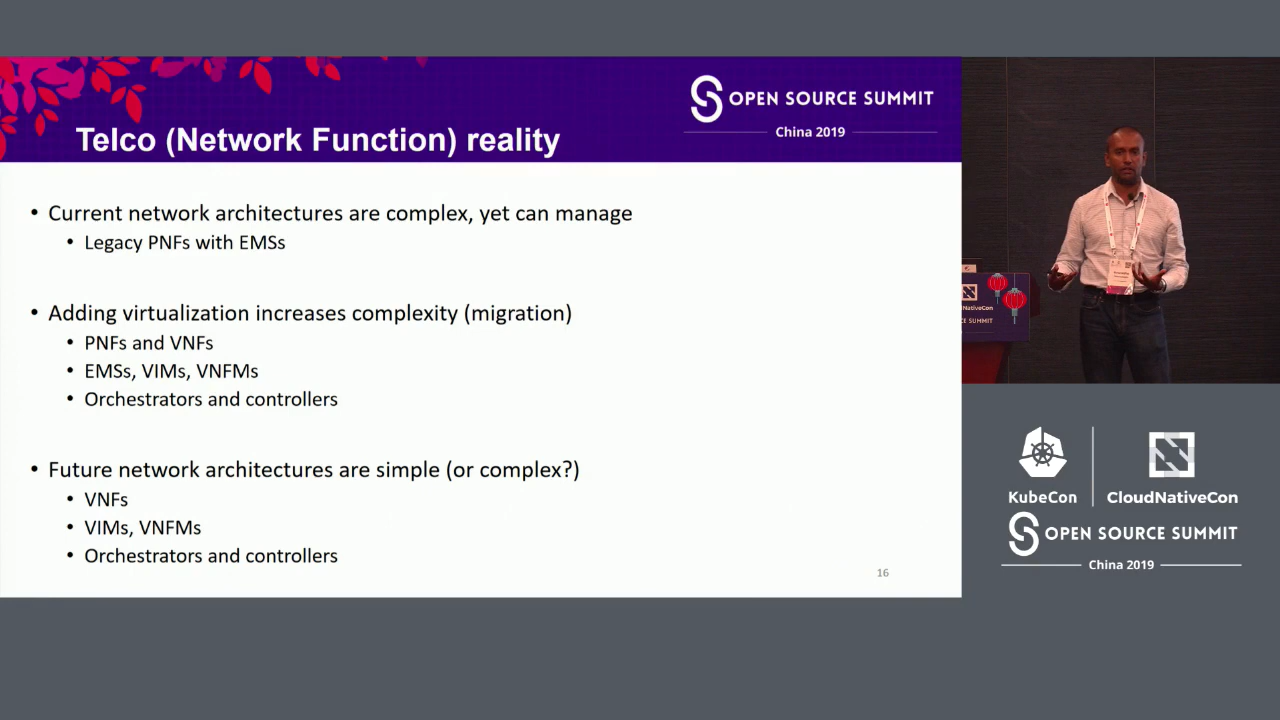 OPEN SOURCE SUMMIT
China 2019
Telco (Network Function) reality
• Current network architectures are complex, yet can manage
• Legacy PNFs with EMSs
• Adding virtualization increases complexity (migration)
• PNFs and VNFs
• EMSs, VIMs, VNFMs
• Orchestrators and controllers
• Future network architectures are simple (or complex?)
• VNFs
• VIMs, VNFMs
• Orchestrators and controllers
16
NativeCon
SUMMIT
KubeCon
CloudNativeCon
OPEN SOURCE SUMMIT
China 2019